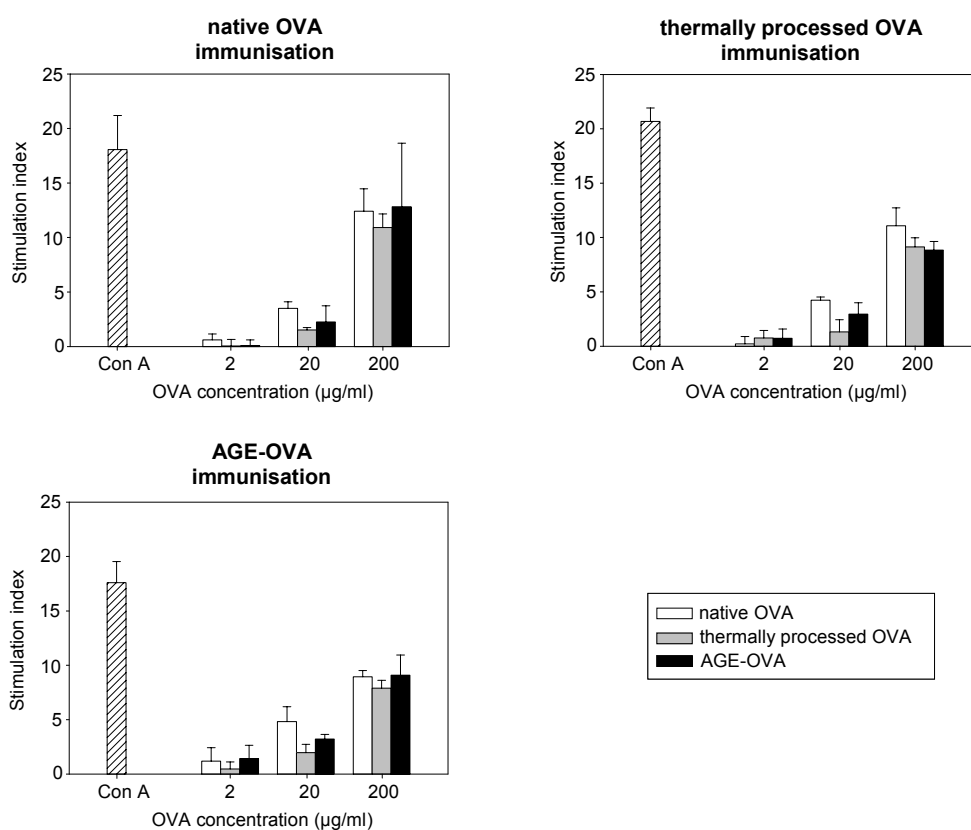 native OVA
immunisation
25
20
15
10
5
0
Stimulation index
Con A 2 20 200
OVA concentration (µg/ml)
thermally processed OVA
immunisation
25
20
15
10
5
0
Stimulation index
Con A 2 20 200
OVA concentration (µg/ml)
AGE-OVA
immunisation
25
20
15
10
5
0
Stimulation index
Con A 2 20 200
OVA concentration (µg/ml)
native OVA
thermally processed OVA
AGE-OVA